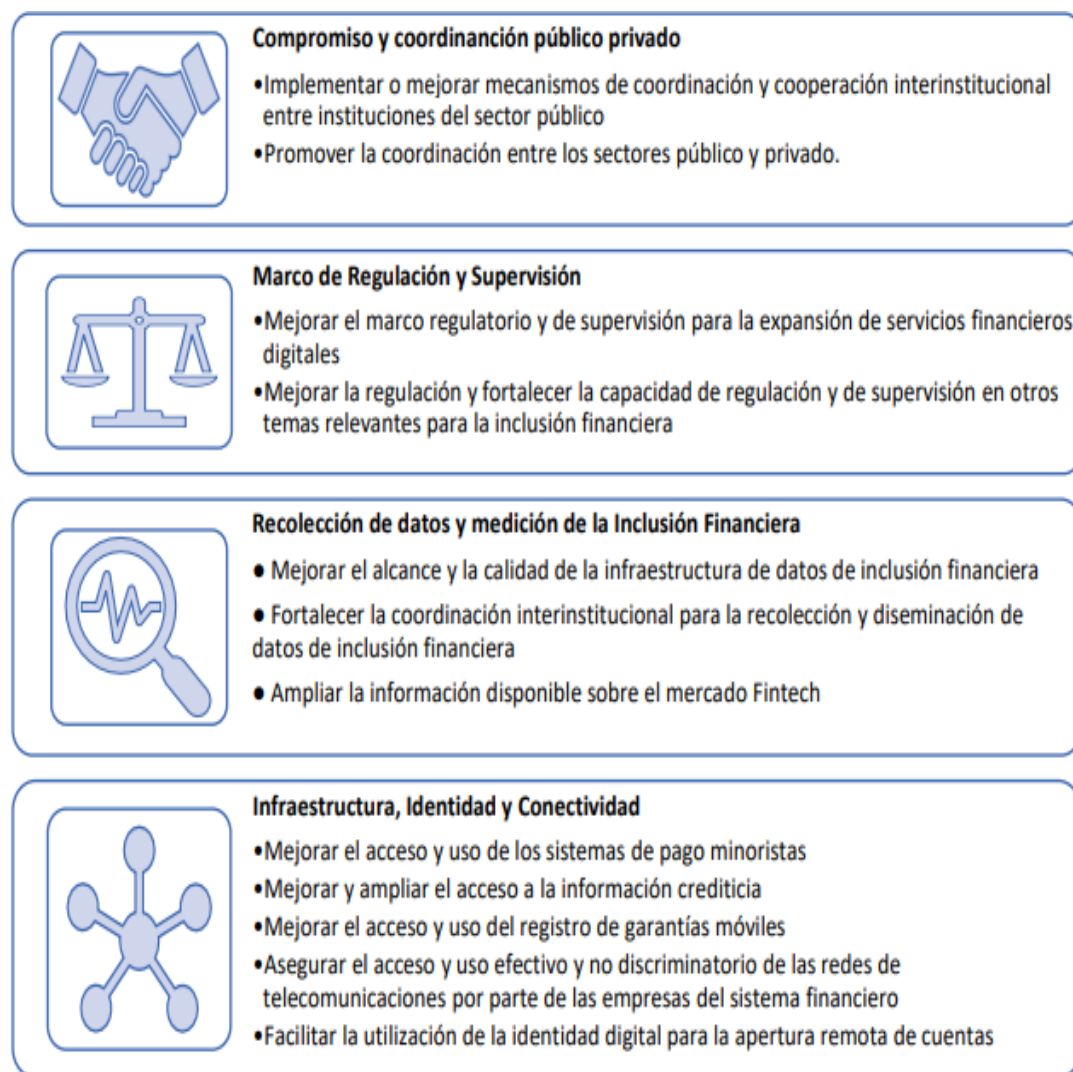 Compromiso y coordinanción público privado
•Implementar o mejorar mecanismos de coordinación y cooperación interinstitucional
entre instituciones del sector público
•Promover la coordinación entre los sectores público y privado.
Marco de Regulación y Supervisión
•Mejorar el marco regulatorio y de supervisión para la expansión de servicios financieros
digitales
•Mejorar la regulación y fortalecer la capacidad de regulación y de supervisión en otros
temas relevantes para la inclusión financiera
Recolección de datos y medición de la Inclusión Financiera
● Mejorar el alcance y la calidad de la infraestructura de datos de inclusión financiera
● Fortalecer la coordinación interinstitucional para la recolección y diseminación de
datos de inclusión financiera
● Ampliar la información disponible sobre el mercado Fintech
Infraestructura, Identidad y Conectividad
•Mejorar el acceso y uso de los sistemas de pago minoristas
•Mejorar y ampliar el acceso a la información crediticia
•Mejorar el acceso y uso del registro de garantías móviles
•Asegurar el acceso y uso efectivo y no discriminatorio de las redes de
telecomunicaciones por parte de las empresas del sistema financiero
•Facilitar la utilización de la identidad digital para la apertura remota de cuentas